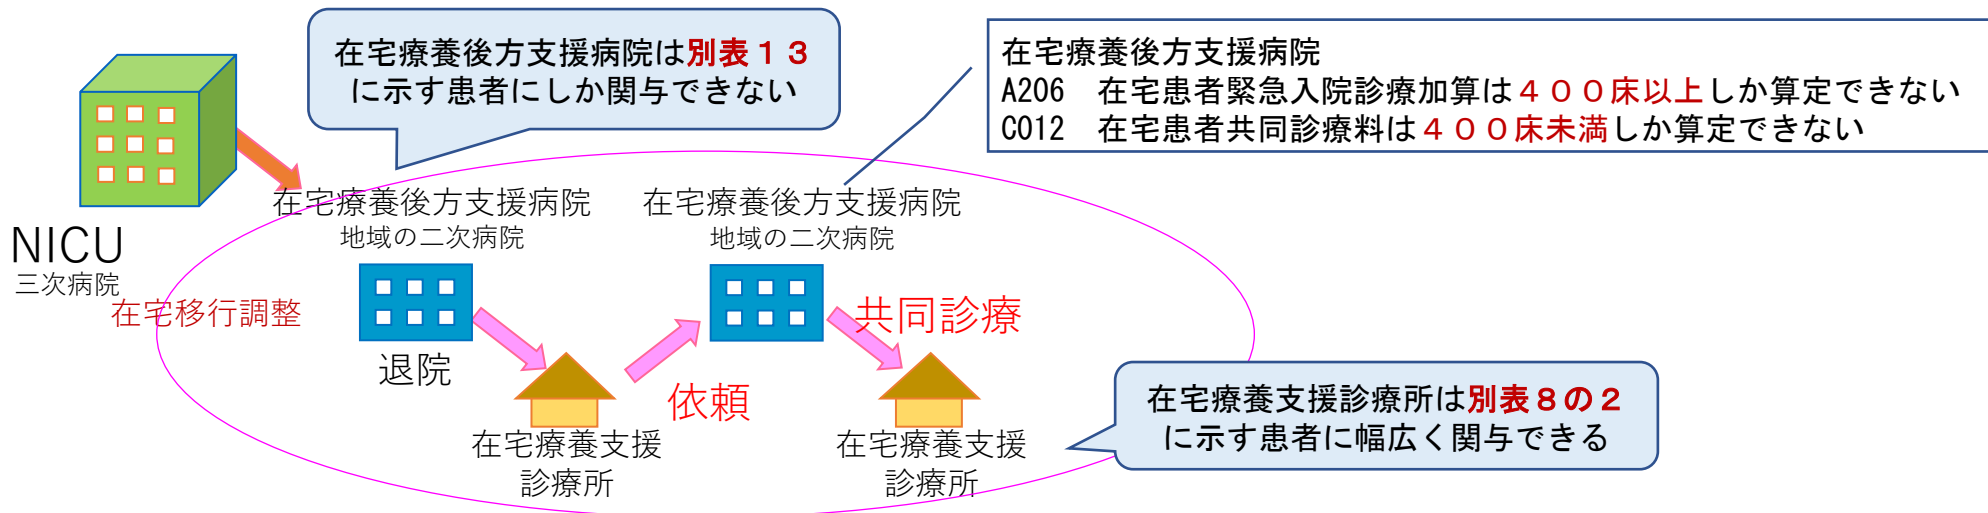 在宅療養後方支援病院は別表１３
に示す患者にしか関与できない
在宅療養後方支援病院
A206　在宅患者緊急入院診療加算は４００床以上しか算定できない
C012　在宅患者共同診療料は４００床未満しか算定できない
NICU
三次病院
在宅移行調整
在宅療養後方支援病院
地域の二次病院
退院
在宅療養支援
診療所
依頼
在宅療養後方支援病院
地域の二次病院
共同診療
在宅療養支援
診療所
在宅療養支援診療所は別表８の２
に示す患者に幅広く関与できる